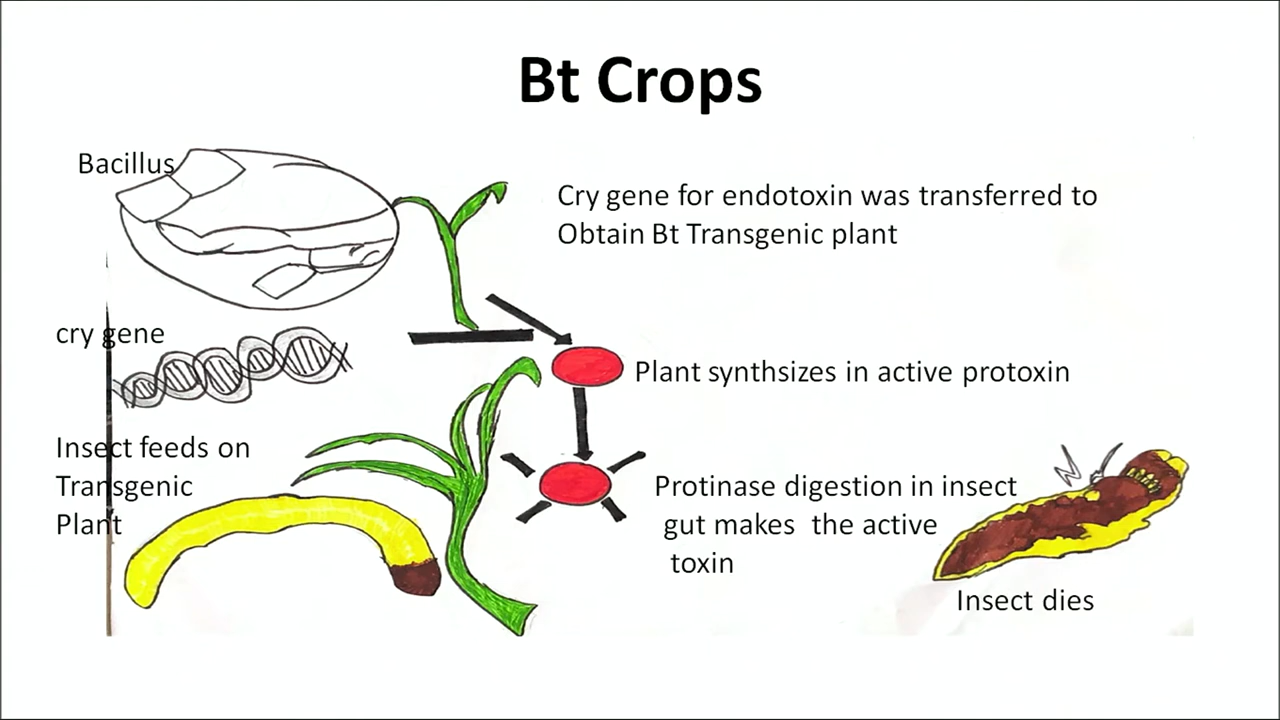 Bt Crops
Bacillus
Cry gene for endotoxin was transferred to
Obtain Bt Transgenic plant
cry gene
Plant synthsizes in active protoxin
Insect feeds on
Transgenic
Plant
Protinase digestion in insect
gut makes the active
toxin
Insect dies